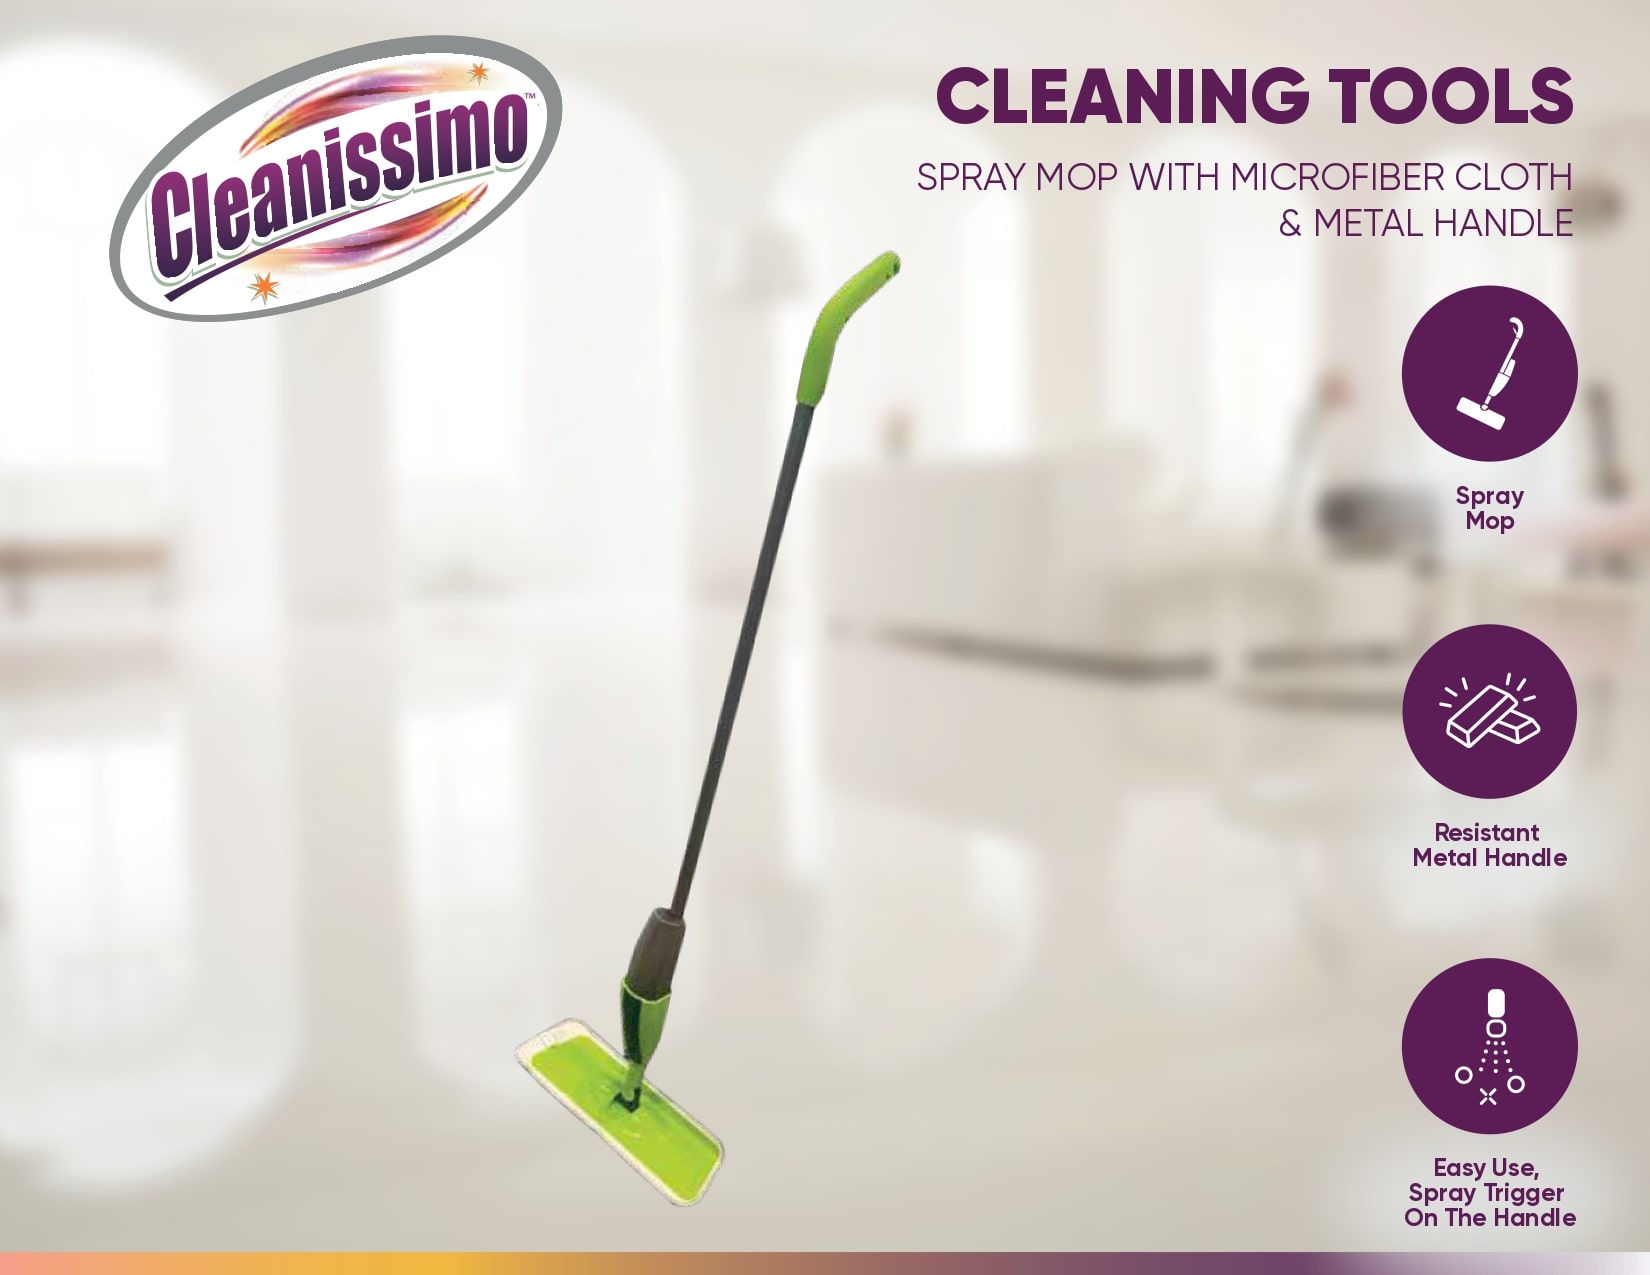 Cleanissimo™
CLEANING TOOLS
SPRAY MOP WITH MICROFIBER CLOTH
& METAL HANDLE
Spray
Mop
Resistant
Metal Handle
Easy Use,
Spray Trigger
On The Handle